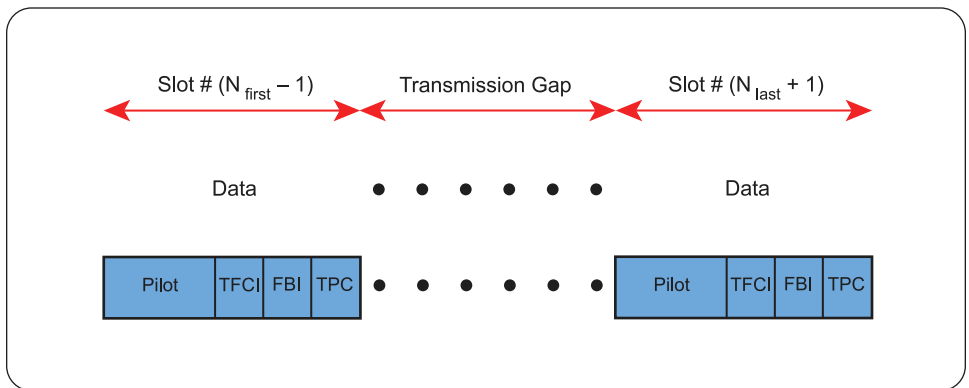 Slot # (N first – 1) Transmission Gap Slot # (N last + 1)
Data Data
Pilot TFCI FBI TPC Pilot TFCI FBI TPC